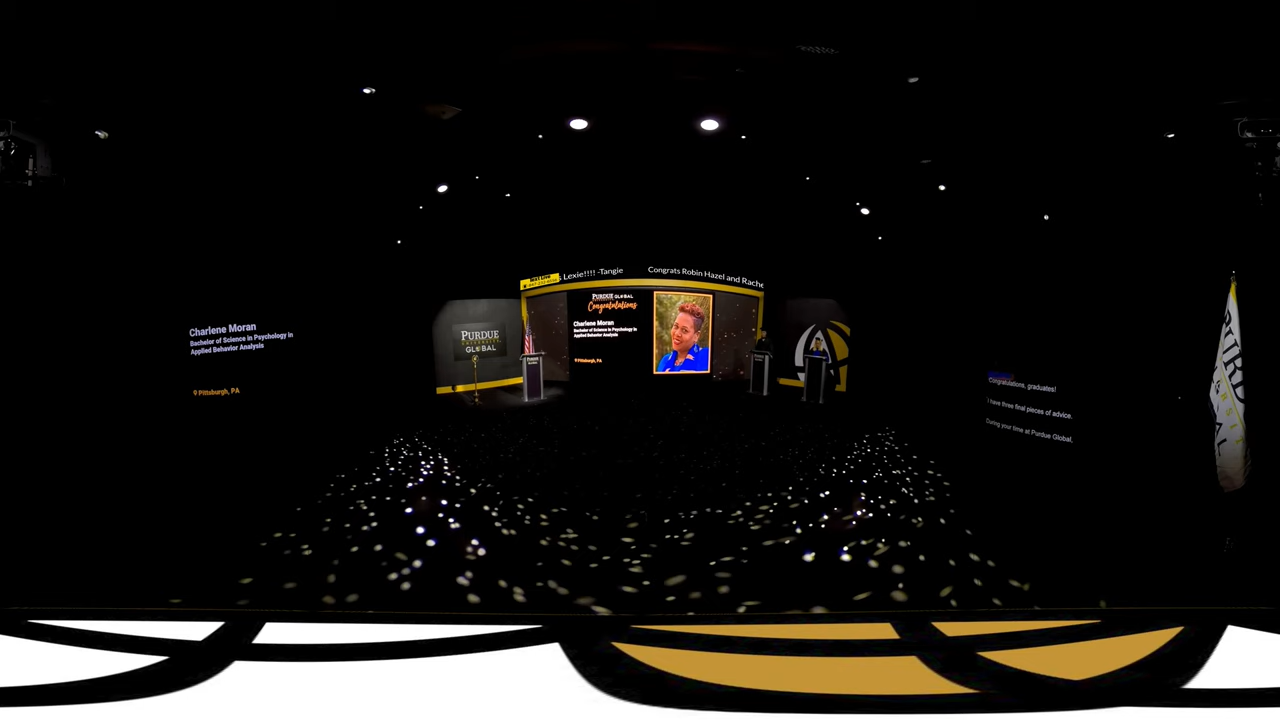 s Lexie!!!! -Tangie
Congrats Robin Hazel and Rache
Charlene Moran
Bachelor of Science in Psychology in
Applied Behavior Analysis
Pittsburgh, PA
PURDUE
GLOBAL
PURDUE GLOBAL
Congratulations
Charlene Moran
Bachelor of Science in Psychology in
Applied Behavior Analysis
Pittsburgh, PA
Congratulations, graduates!
I have three final pieces of advice.
During your time at Purdue Global,